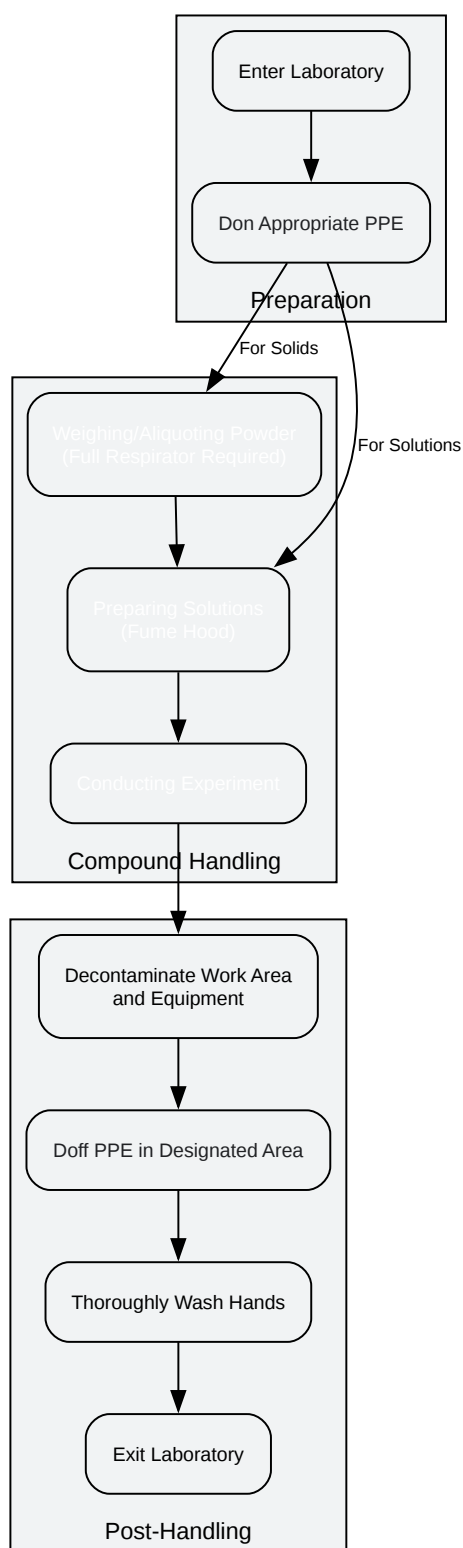 Enter Laboratory
Don Appropriate PPE
Preparation
For Solids
For Solutions
Weighing/Aliquoting Powder
(Full Respirator Required)
Preparing Solutions
(Fume Hood)
Conducting Experiment
Compound Handling
Decontaminate Work Area
and Equipment
Doff PPE in Designated Area
Thoroughly Wash Hands
Exit Laboratory
Post-Handling